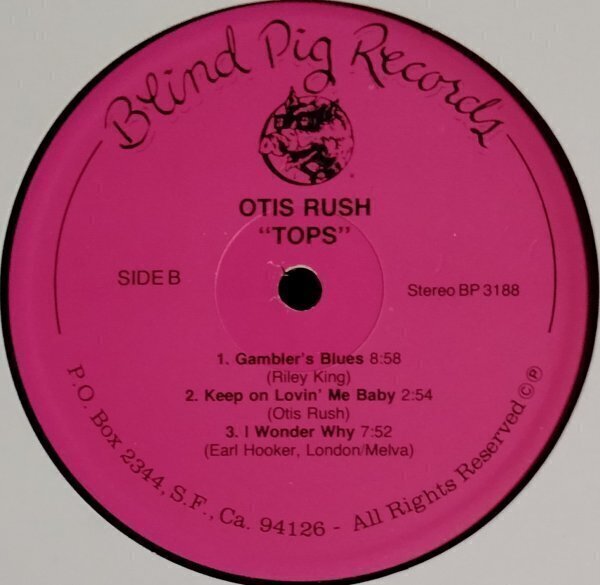 Blind Pig Records
OTIS RUSH
“TOPS”
SIDE B
Stereo BP 3188
1. Gambler's Blues 8:58
(Riley King)
2. Keep on Lovin' Me Baby 2:54
(Otis Rush)
3. I Wonder Why 7:52
(Earl Hooker, London/Melva)
P.O. Box 2344, S.F., Ca. 94126 - All Rights Reserved © ℗